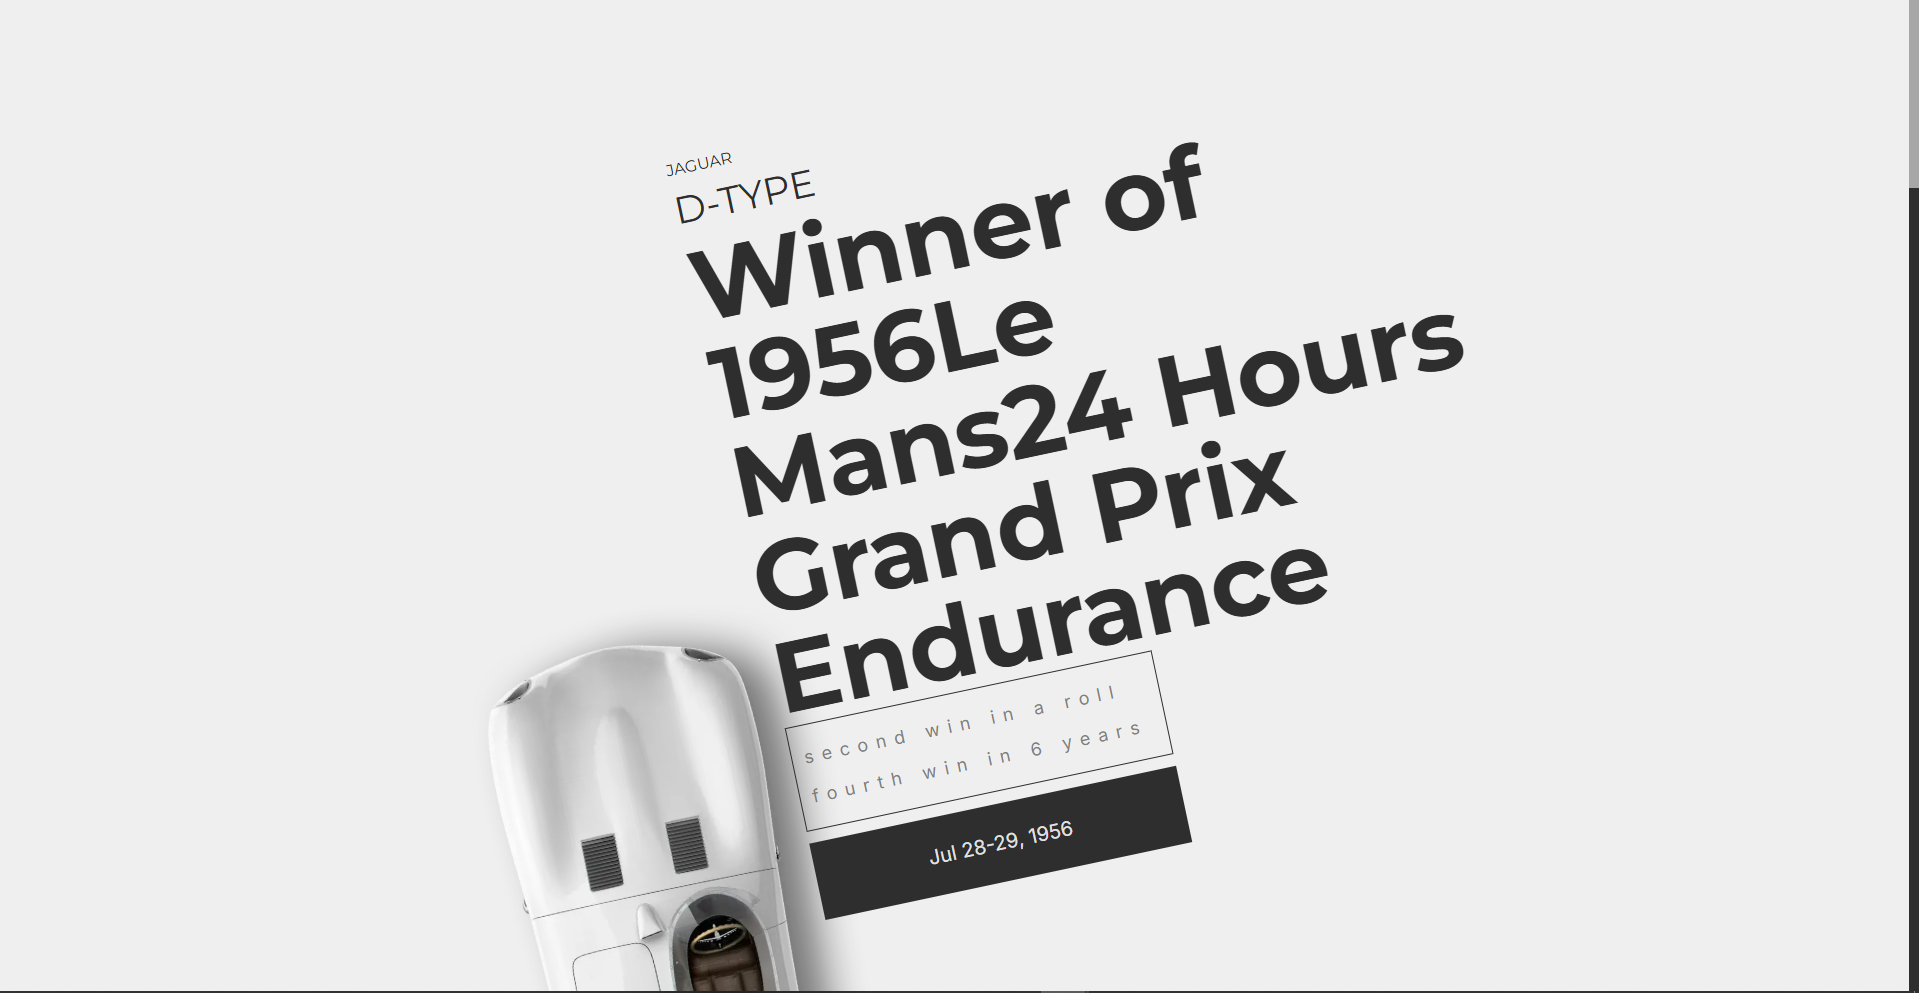 JAGUAR
D-TYPE
Winner of
1956Le
Mans24 Hours
Grand Prix
Endurance
second win in a roll
fourth win in 6 years
Jul 28-29, 1956